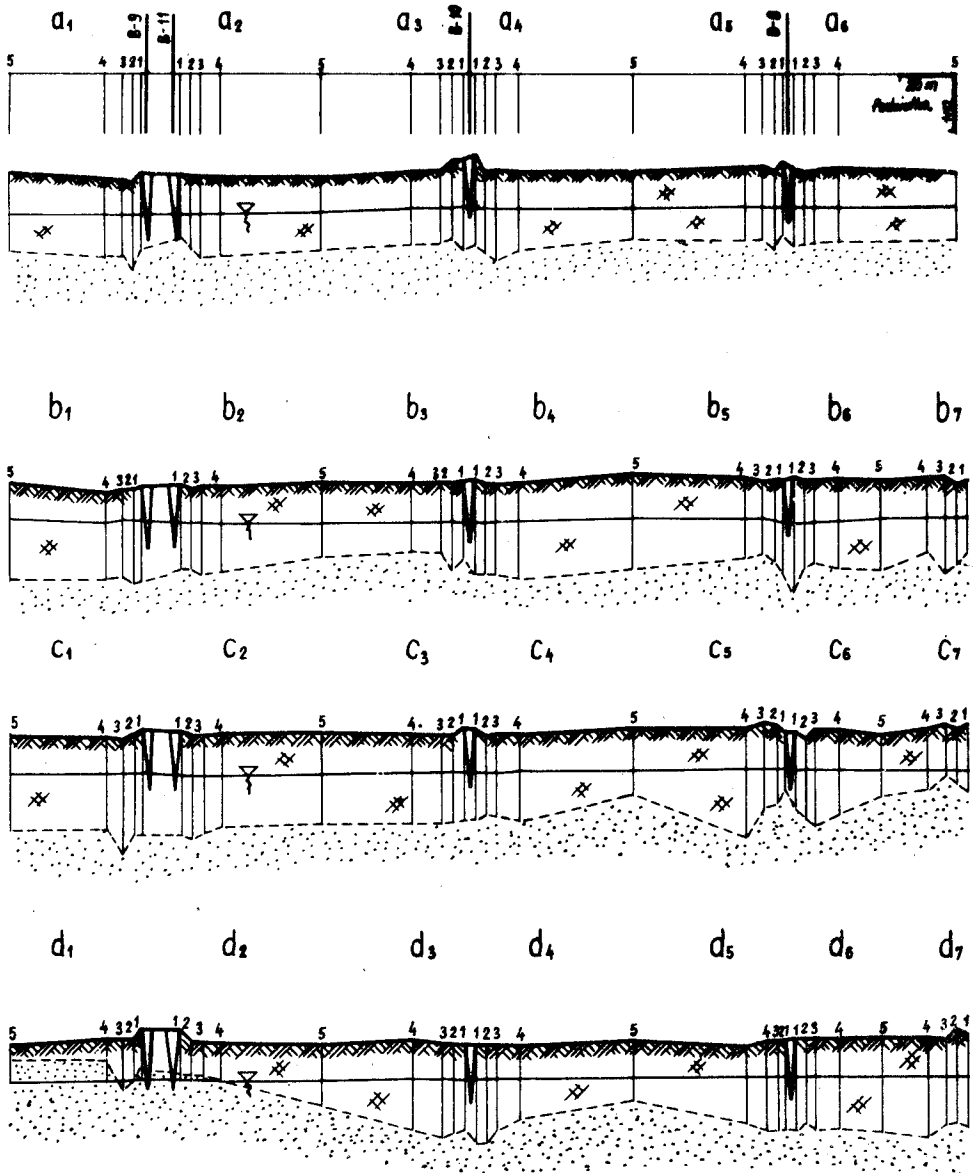 a1 B-9 B-11 a2 a3 B-10 a4 a5 B-8 a6
5 4 3 2 1 1 2 3 4 5 4 3 2 1 1 2 3 4 5 4 3 2 1 1 2 3 4 5
b1 b2 b3 b4 b5 b6 b7
5 4 3 2 1 1 2 3 4 5 4 3 2 1 1 2 3 4 5 4 3 2 1 1 2 3 4 5 4 3 2 1
c1 c2 c3 c4 c5 c6 c7
5 4 3 2 1 1 2 3 4 5 4. 3 2 1 1 2 3 4 5 4 3 2 1 1 2 3 4 5 4 3 2 1
d1 d2 d3 d4 d5 d6 d7
5 4 3 2 1 1 2 3 4 5 4 3 2 1 1 2 3 4 5 4 3 2 1 1 2 3 4 5 4 3 2 1